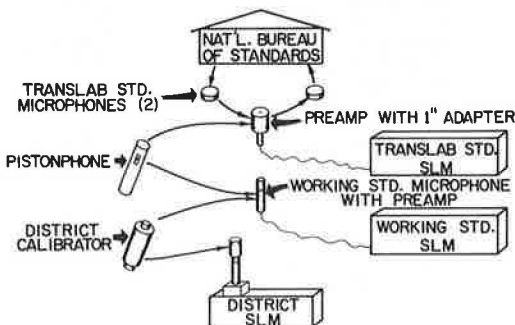 NAT'L. BUREAU
OF STANDARDS
TRANSLAB STD.
MICROPHONES (2)
PREAMP WITH 1" ADAPTER
PISTONPHONE
TRANSLAB STD.
SLM
WORKING STD. MICROPHONE
WITH PREAMP
DISTRICT
CALIBRATOR
WORKING STD.
SLM
DISTRICT
SLM